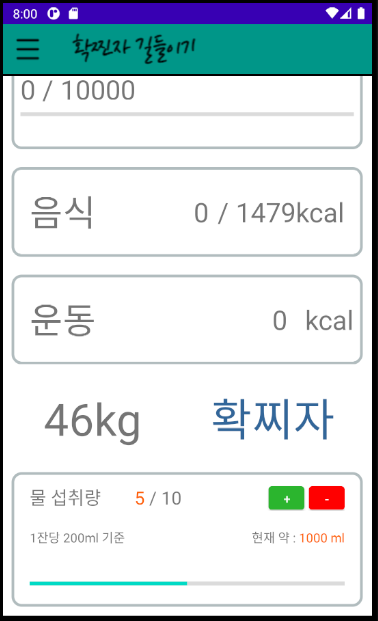 8:00
확찐자 길들이기
0 / 10000
음식 0 / 1479kcal
운동 0 kcal
46kg 확찌자
물 섭취량 5 / 10 + -
1잔당 200ml 기준 현재 약 : 1000 ml